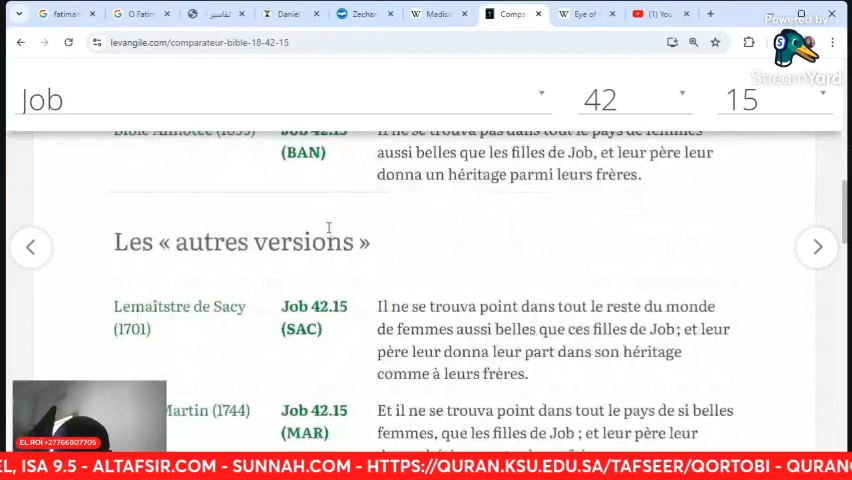 fatimah
O Fatim
تفاسير ا
Daniel
Zechar
Madiso
Compa
Eye of
(1) You
Powered by
levangile.com/comparateur-bible-18-42-15
StreamYard
Job 42 15
Bible Annotée (1899) Job 42.15 Il ne se trouva pas dans tout le pays de femmes
(BAN) aussi belles que les filles de Job, et leur père leur
donna un héritage parmi leurs frères.
Les « autres versions »
Lemaîtstre de Sacy Job 42.15 Il ne se trouva point dans tout le reste du monde
(1701) (SAC) de femmes aussi belles que ces filles de Job; et leur
père leur donna leur part dans son héritage
comme à leurs frères.
Martin (1744) Job 42.15 Et il ne se trouva point dans tout le pays de si belles
(MAR) femmes, que les filles de Job ; et leur père leur
EL ROI +27766807705
EL, ISA 9.5 - ALTAFSIR.COM - SUNNAH.COM - HTTPS://QURAN.KSU.EDU.SA/TAFSEER/QORTOBI - QURANC